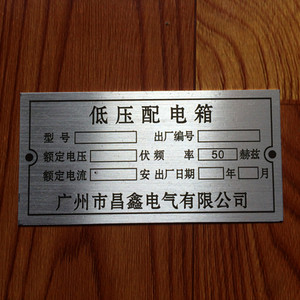 低压配电箱
型号 出厂编号
额定电压 伏 频率 50 赫兹
额定电流 安 出厂日期 年 月
广州市昌鑫电气有限公司